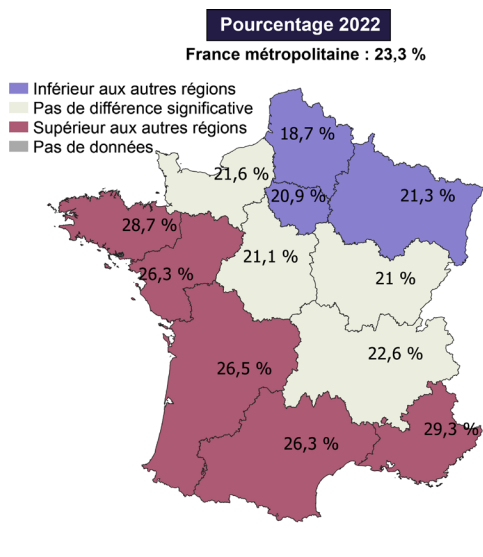 Pourcentage 2022
France métropolitaine : 23,3 %
Inférieur aux autres régions
Pas de différence significative
Supérieur aux autres régions
Pas de données
18,7 %
21,6 %
20,9 %
21,3 %
28,7 %
26,3 %
21,1 %
21 %
22,6 %
26,5 %
29,3 %
26,3 %